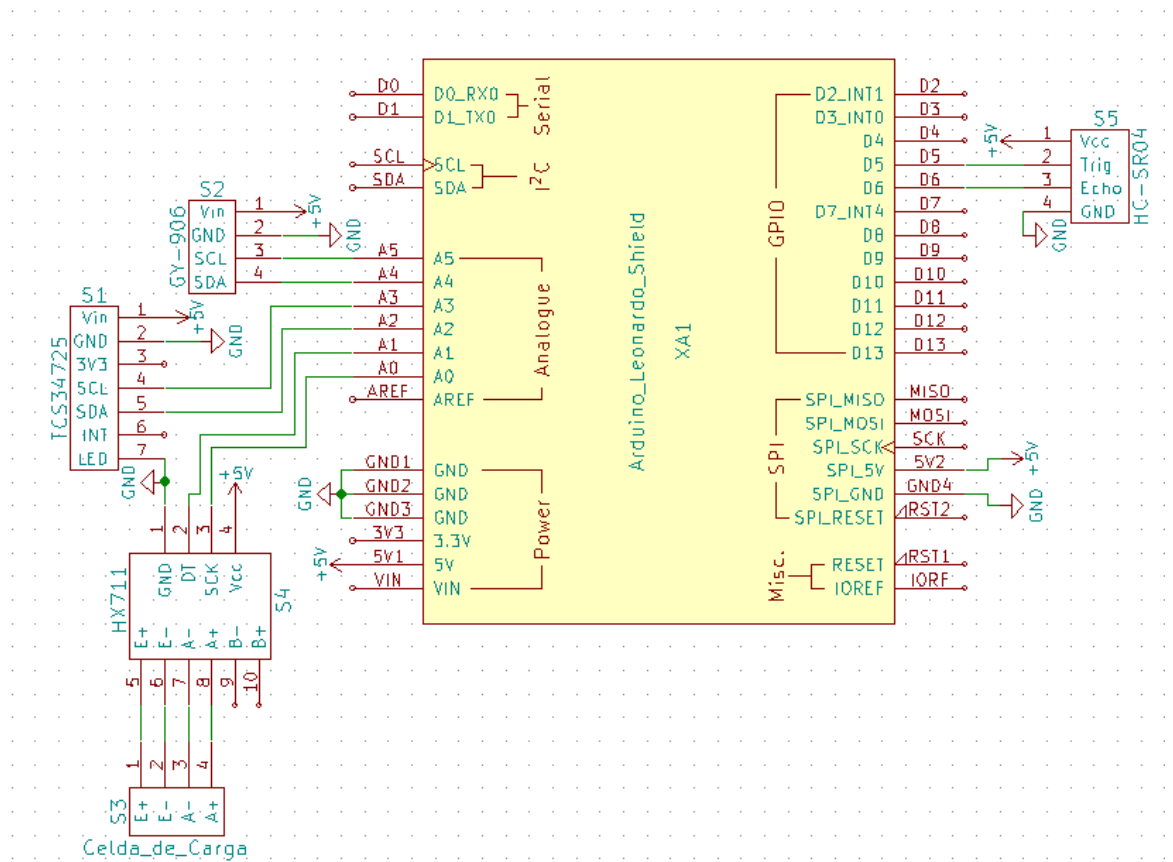 XA1
Arduino_Leonardo_Shield
D0 D0_RX0
D1 D1_TX0
Serial
SCL SCL
SDA SDA
I²C
A5 A5
A4 A4
A3 A3
A2 A2
A1 A1
A0 A0
AREF AREF
Analogue
GND1 GND
GND2 GND
GND3 GND
3V3 3.3V
5V1 5V
VIN VIN
Power
GND
+5V
D2_INT1 D2
D3_INT0 D3
D4 D4
D5 D5
D6 D6
D7_INT4 D7
D8 D8
D9 D9
D10 D10
D11 D11
D12 D12
D13 D13
GPIO
SPI_MISO MISO
SPI_MOSI MOSI
SPI_SCK SCK
SPI_5V 5V2
SPI_GND GND4
SPI_RESET RST2
SPI
+5V
GND
RESET RST1
IOREF IORF
Misc.
S5
HC-SR04
1 Vcc
2 Trig
3 Echo
4 GND
+5V
GND
S2
GY-906
Vin 1
GND 2
SCL 3
SDA 4
+5V
GND
S1
TCS34725
Vin 1
GND 2
3V3 3
SCL 4
SDA 5
INT 6
LED 7
+5V
GND
GND
+5V
1 2 3 4
GND DT SCK Vcc
HX711
S4
E+ E- A- A+ B- B+
5 6 7 8 9 10
1 2 3 4
S3
E+ E- A- A+
Celda_de_Carga